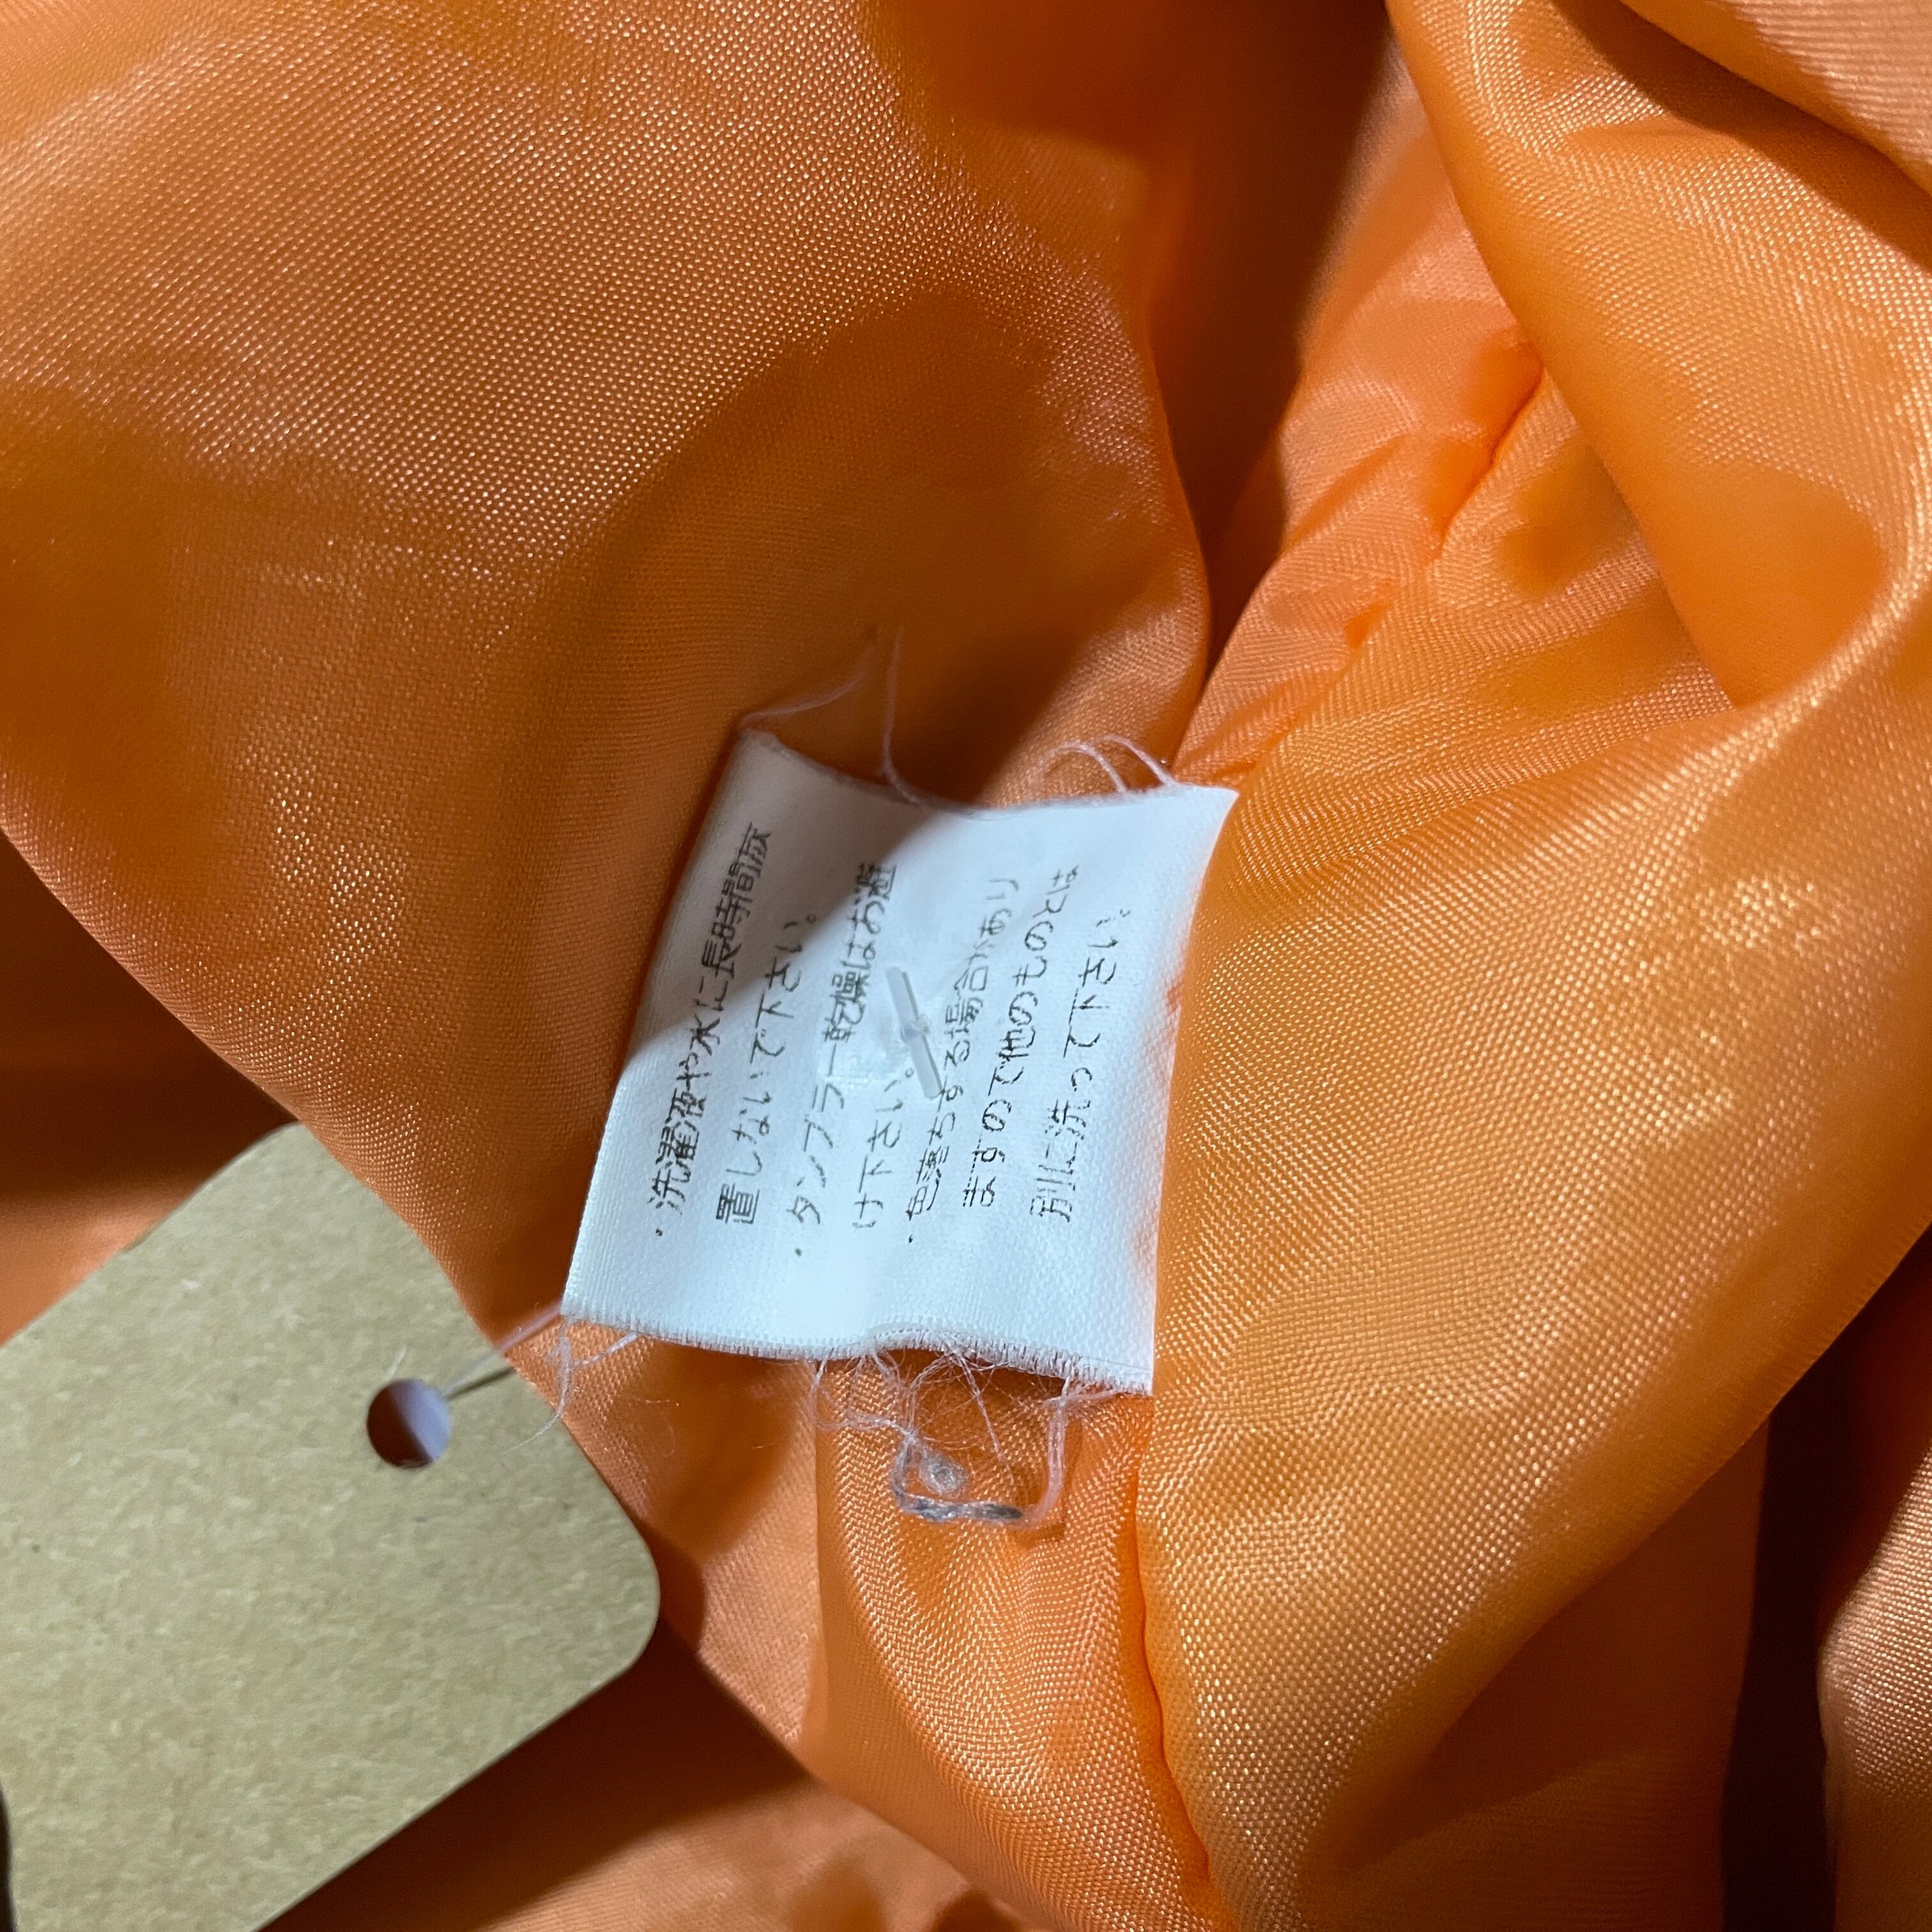 ・洗濯液や水に長時間放
置しないで下さい。
・タンブラー乾燥はお避
け下さい。
・色落ちする場合があり
ますので他のものとは
別に洗って下さい。